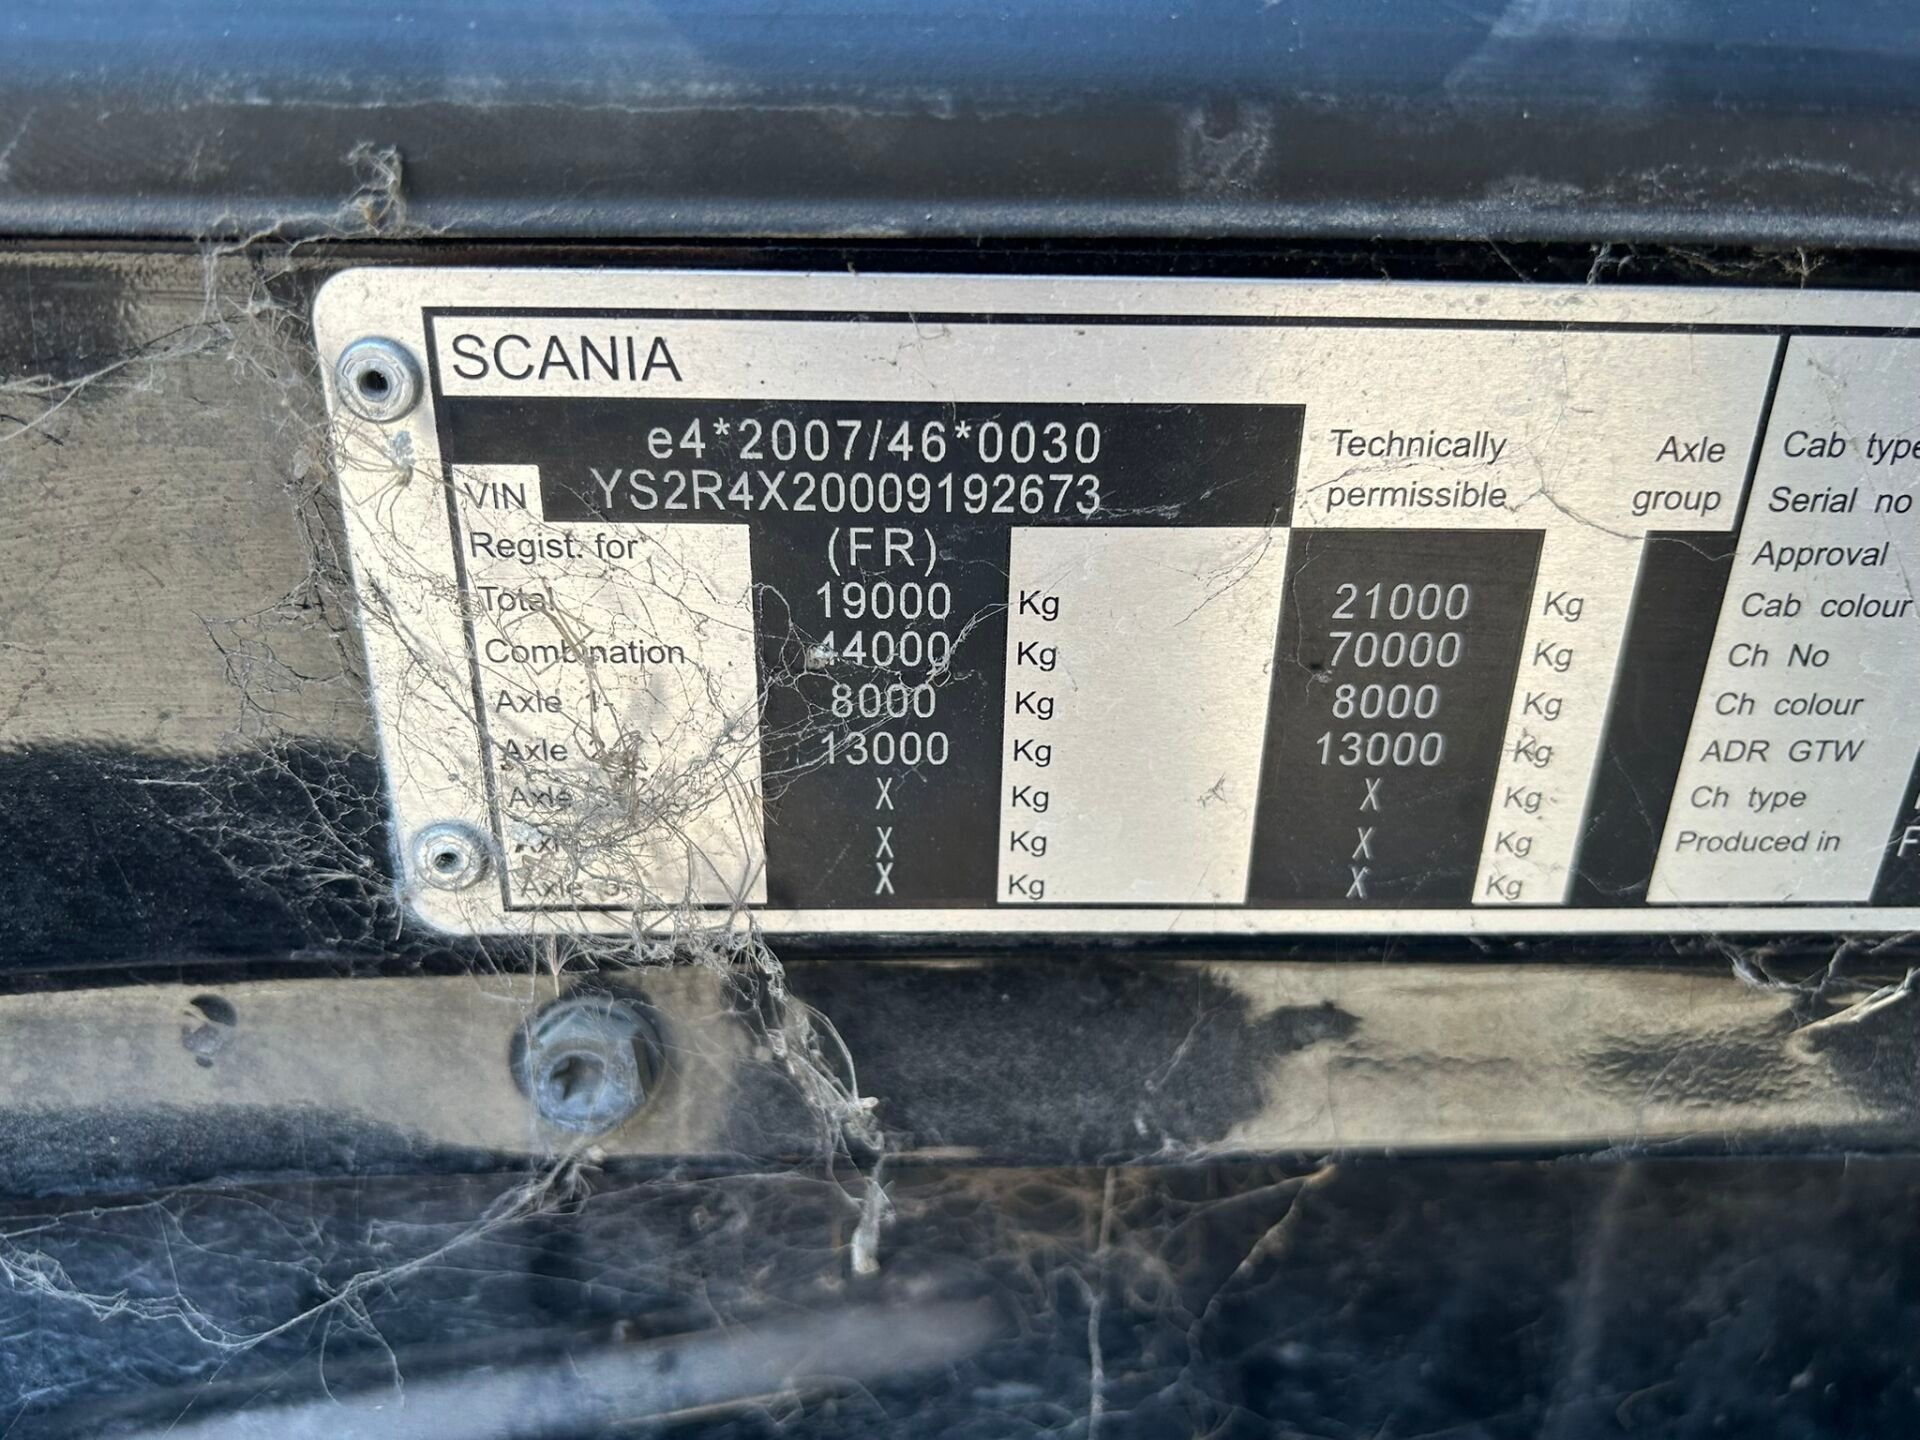 SCANIA
e4*2007/46*0030
VIN YS2R4X20009192673
Technically permissible
Axle group
Regist. for (FR)
Total 19000 Kg 21000 Kg
Combination 44000 Kg 70000 Kg
Axle 1- 8000 Kg 8000 Kg
Axle 2- 13000 Kg 13000 Kg
Axle 3- X Kg X Kg
X Kg X Kg
Axle X Kg X Kg
Cab type
Serial no
Approval
Cab colour
Ch No
Ch colour
ADR GTW
Ch type
Produced in F